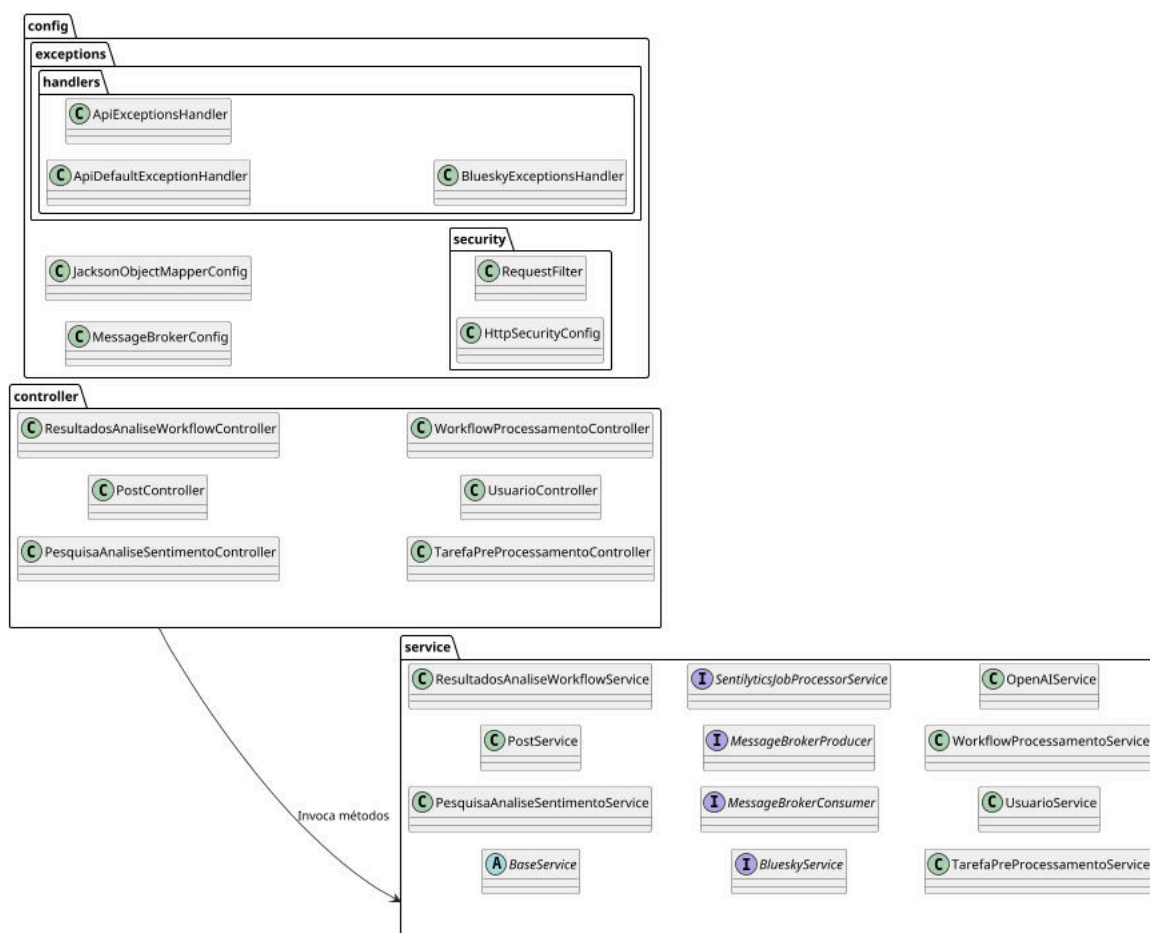 config
exceptions
handlers
C ApiExceptionsHandler
C ApiDefaultExceptionHandler
C BlueskyExceptionsHandler
security
C JacksonObjectMapperConfig
C RequestFilter
C MessageBrokerConfig
C HttpSecurityConfig
controller
C ResultadosAnaliseWorkflowController
C WorkflowProcessamentoController
C PostController
C UsuarioController
C PesquisaAnaliseSentimentoController
C TarefaPreProcessamentoController
service
C ResultadosAnaliseWorkflowService
I SentilyticsJobProcessorService
C OpenAIService
C PostService
I MessageBrokerProducer
C WorkflowProcessamentoService
C PesquisaAnaliseSentimentoService
I MessageBrokerConsumer
C UsuarioService
Invoca métodos
A BaseService
I BlueskyService
C TarefaPreProcessamentoService